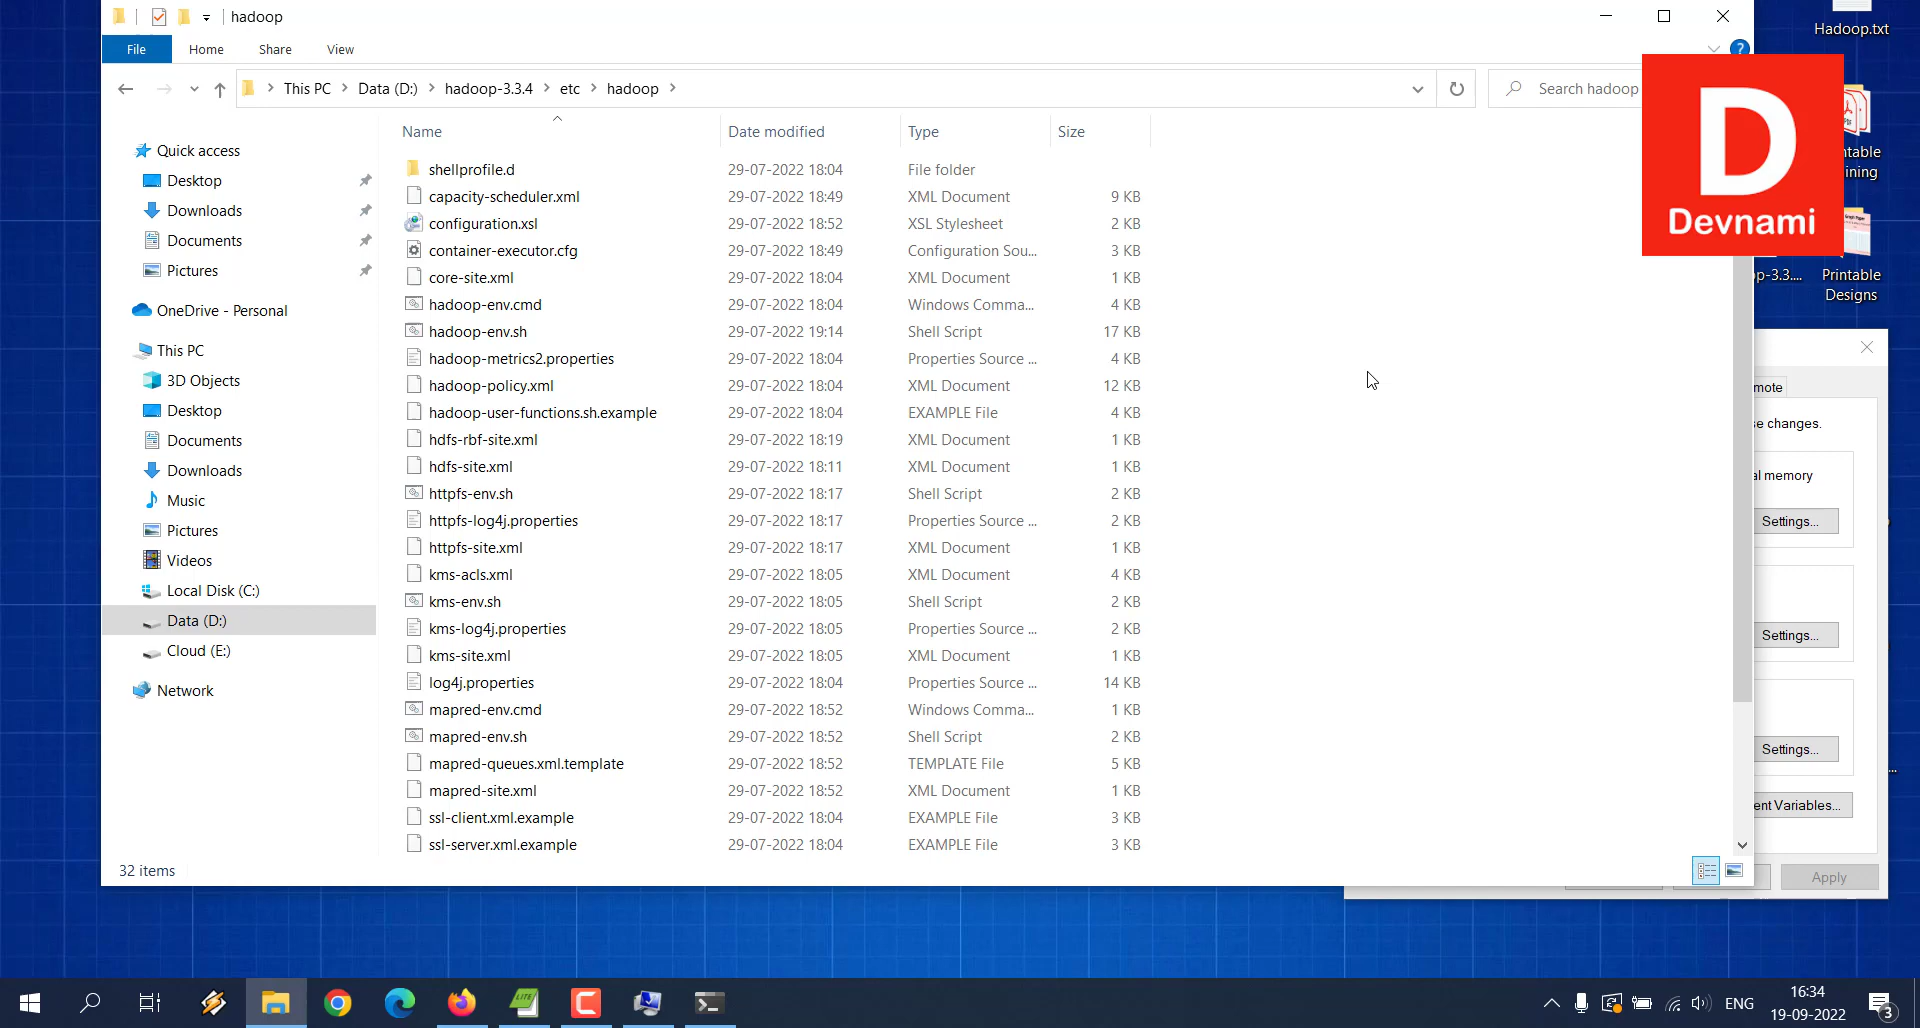 hadoop
Hadoop.txt
File Home Share View
?
This PC Data (D:) hadoop-3.3.4 etc hadoop
Search hadoop
D
Devnami
Name Date modified Type Size
Quick access
Desktop
Downloads
Documents
Pictures
OneDrive - Personal
This PC
3D Objects
Desktop
Documents
Downloads
Music
Pictures
Videos
Local Disk (C:)
Data (D:)
Cloud (E:)
Network
shellprofile.d 29-07-2022 18:04 File folder
capacity-scheduler.xml 29-07-2022 18:49 XML Document 9 KB
configuration.xsl 29-07-2022 18:52 XSL Stylesheet 2 KB
container-executor.cfg 29-07-2022 18:49 Configuration Sou... 3 KB
core-site.xml 29-07-2022 18:04 XML Document 1 KB
hadoop-env.cmd 29-07-2022 18:04 Windows Comma... 4 KB
hadoop-env.sh 29-07-2022 19:14 Shell Script 17 KB
hadoop-metrics2.properties 29-07-2022 18:04 Properties Source ... 4 KB
hadoop-policy.xml 29-07-2022 18:04 XML Document 12 KB
hadoop-user-functions.sh.example 29-07-2022 18:04 EXAMPLE File 4 KB
hdfs-rbf-site.xml 29-07-2022 18:19 XML Document 1 KB
hdfs-site.xml 29-07-2022 18:11 XML Document 1 KB
httpfs-env.sh 29-07-2022 18:17 Shell Script 2 KB
httpfs-log4j.properties 29-07-2022 18:17 Properties Source ... 2 KB
httpfs-site.xml 29-07-2022 18:17 XML Document 1 KB
kms-acls.xml 29-07-2022 18:05 XML Document 4 KB
kms-env.sh 29-07-2022 18:05 Shell Script 2 KB
kms-log4j.properties 29-07-2022 18:05 Properties Source ... 2 KB
kms-site.xml 29-07-2022 18:05 XML Document 1 KB
log4j.properties 29-07-2022 18:04 Properties Source ... 14 KB
mapred-env.cmd 29-07-2022 18:52 Windows Comma... 1 KB
mapred-env.sh 29-07-2022 18:52 Shell Script 2 KB
mapred-queues.xml.template 29-07-2022 18:52 TEMPLATE File 5 KB
mapred-site.xml 29-07-2022 18:52 XML Document 1 KB
ssl-client.xml.example 29-07-2022 18:04 EXAMPLE File 3 KB
ssl-server.xml.example 29-07-2022 18:04 EXAMPLE File 3 KB
32 items
ntable
ining
op-3.3....
Printable
Designs
mote
se changes.
al memory
Settings...
Settings...
Settings...
ent Variables...
Apply
LITE
ENG
16:34
19-09-2022
3